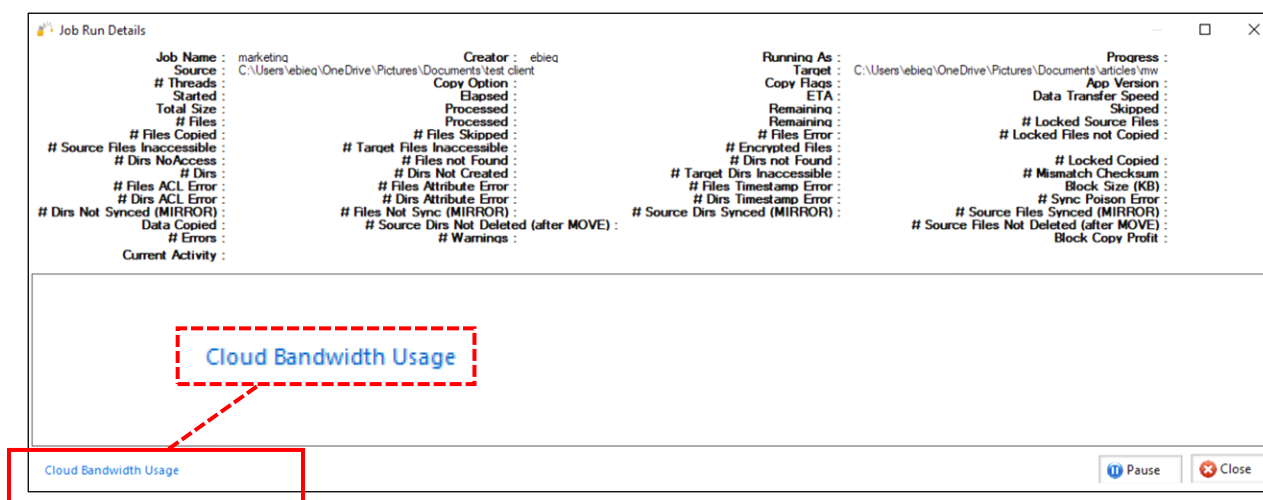 Job Run Details
Job Name : marketing Creator : ebieg Running As : Progress :
Source : C:\Users\ebieg\OneDrive\Pictures\Documents\test client Target : C:\Users\ebieg\OneDrive\Pictures\Documents\articles\mw
# Threads : Copy Option : Copy Flags : App Version :
Started : Elapsed : ETA : Data Transfer Speed :
Total Size : Processed : Remaining : Skipped :
# Files : Processed : Remaining : # Locked Source Files :
# Files Copied : # Files Skipped : # Files Error : # Locked Files not Copied :
# Source Files Inaccessible : # Target Files Inaccessible : # Encrypted Files :
# Dirs NoAccess : # Files not Found : # Dirs not Found : # Locked Copied :
# Dirs : # Dirs Not Created : # Target Dirs Inaccessible : # Mismatch Checksum :
# Files ACL Error : # Files Attribute Error : # Files Timestamp Error : Block Size (KB) :
# Dirs ACL Error : # Dirs Attribute Error : # Dirs Timestamp Error : # Sync Poison Error :
# Dirs Not Synced (MIRROR) : # Files Not Sync (MIRROR) : # Source Dirs Synced (MIRROR) : # Source Files Synced (MIRROR) :
Data Copied : # Source Dirs Not Deleted (after MOVE) : # Source Files Not Deleted (after MOVE) :
# Errors : # Warnings : Block Copy Profit :
Current Activity :
Cloud Bandwidth Usage
Cloud Bandwidth Usage Pause Close